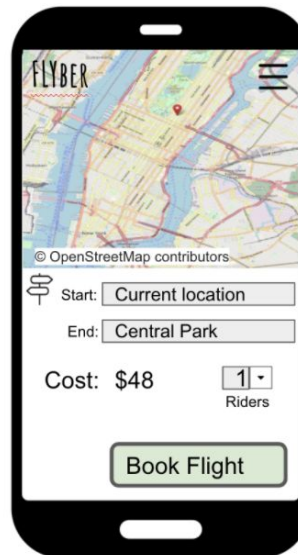 FLYber
© OpenStreetMap contributors
Start: Current location
End: Central Park
Cost: $48 1
Riders
Book Flight